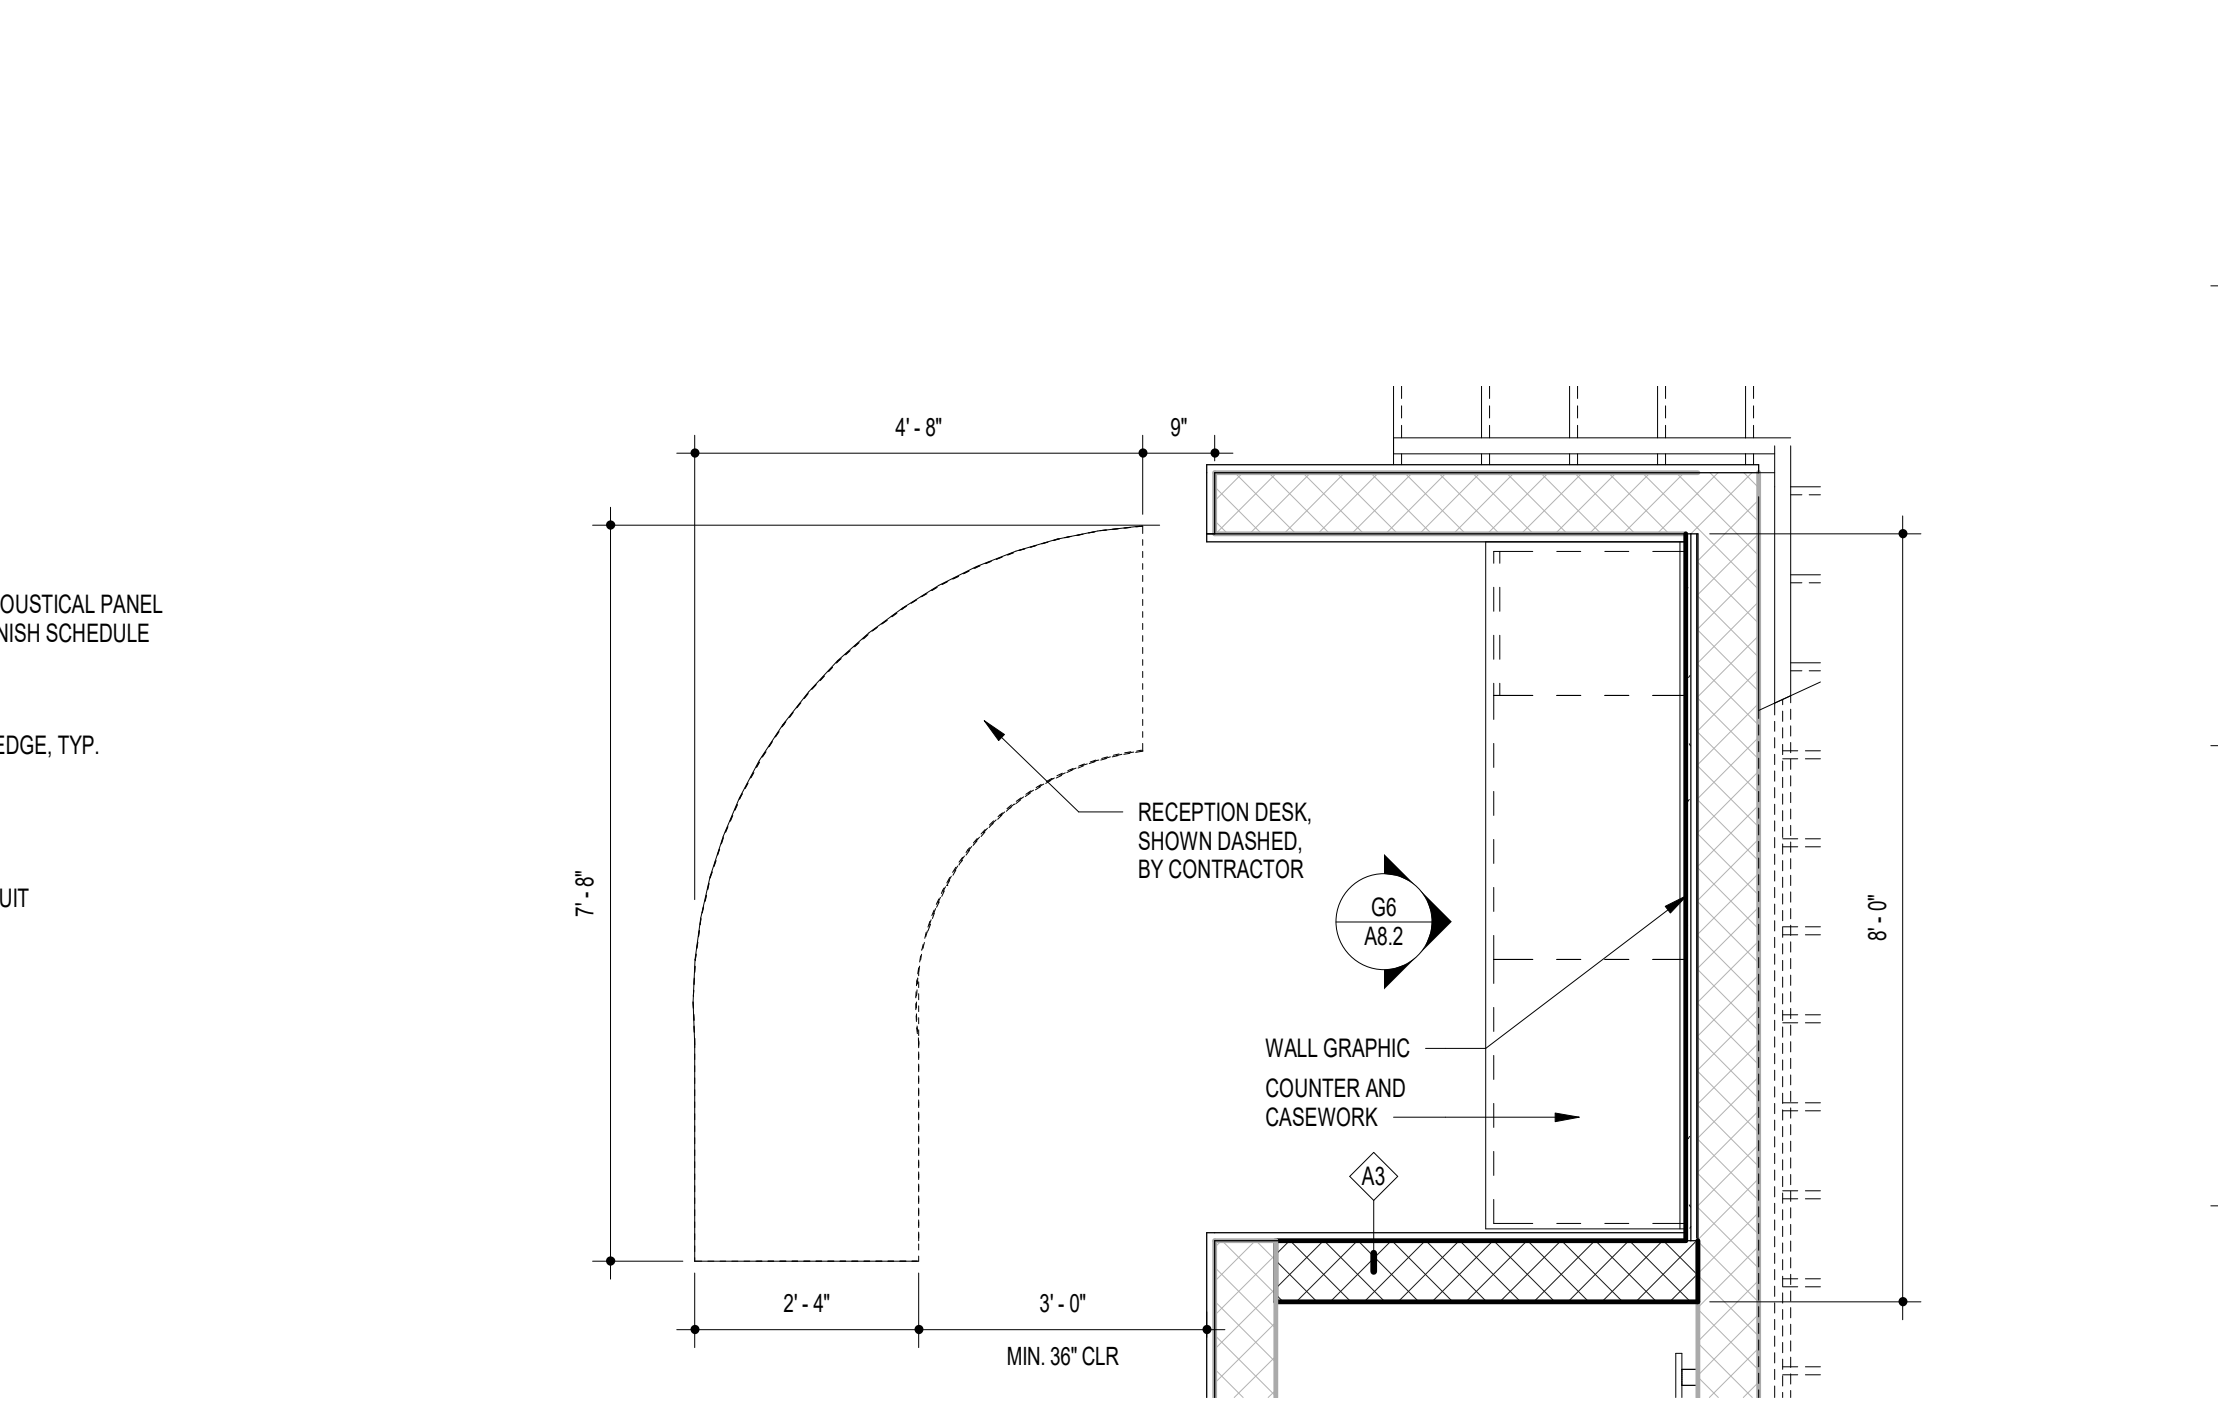 4' - 8"
9"
OUSTICAL PANEL
NISH SCHEDULE
EDGE, TYP.
UIT
7' - 8"
RECEPTION DESK,
SHOWN DASHED,
BY CONTRACTOR
G6
A8.2
8' - 0"
WALL GRAPHIC
COUNTER AND
CASEWORK
A3
2' - 4"
3' - 0"
MIN. 36" CLR